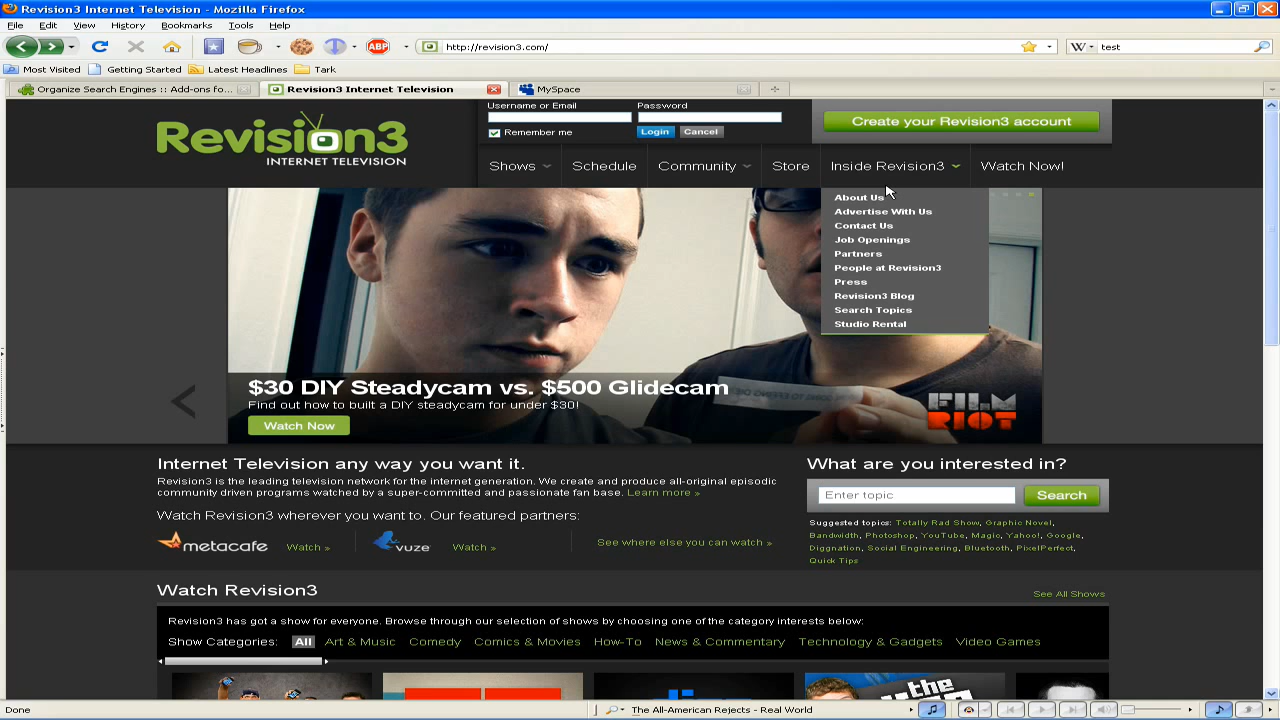 Revision3 Internet Television - Mozilla Firefox
File Edit View History Bookmarks Tools Help
ABP http://revision3.com/ W test
Most Visited Getting Started Latest Headlines Tark
Organize Search Engines :: Add-ons fo... Revision3 Internet Television MySpace
Username or Email Password
Remember me Login Cancel
Create your Revision3 account
Revision3
INTERNET TELEVISION
Shows Schedule Community Store Inside Revision3 Watch Now!
About Us
Advertise With Us
Contact Us
Job Openings
Partners
People at Revision3
Press
Revision3 Blog
Search Topics
Studio Rental
$30 DIY Steadycam vs. $500 Glidecam
Find out how to built a DIY steadycam for under $30!
Watch Now
FILM
RIOT
Internet Television any way you want it.
Revision3 is the leading television network for the internet generation. We create and produce all-original episodic
community driven programs watched by a super-committed and passionate fan base. Learn more »
Watch Revision3 wherever you want to. Our featured partners:
metacafe Watch » vuze Watch » See where else you can watch »
What are you interested in?
Enter topic Search
Suggested topics: Totally Rad Show, Graphic Novel,
Bandwidth, Photoshop, YouTube, Magic, Yahoo!, Google,
Diggnation, Social Engineering, Bluetooth, PixelPerfect,
Quick Tips
Watch Revision3 See All Shows
Revision3 has got a show for everyone. Browse through our selection of shows by choosing one of the category interests below:
Show Categories: All Art & Music Comedy Comics & Movies How-To News & Commentary Technology & Gadgets Video Games
the
Done The All-American Rejects - Real World